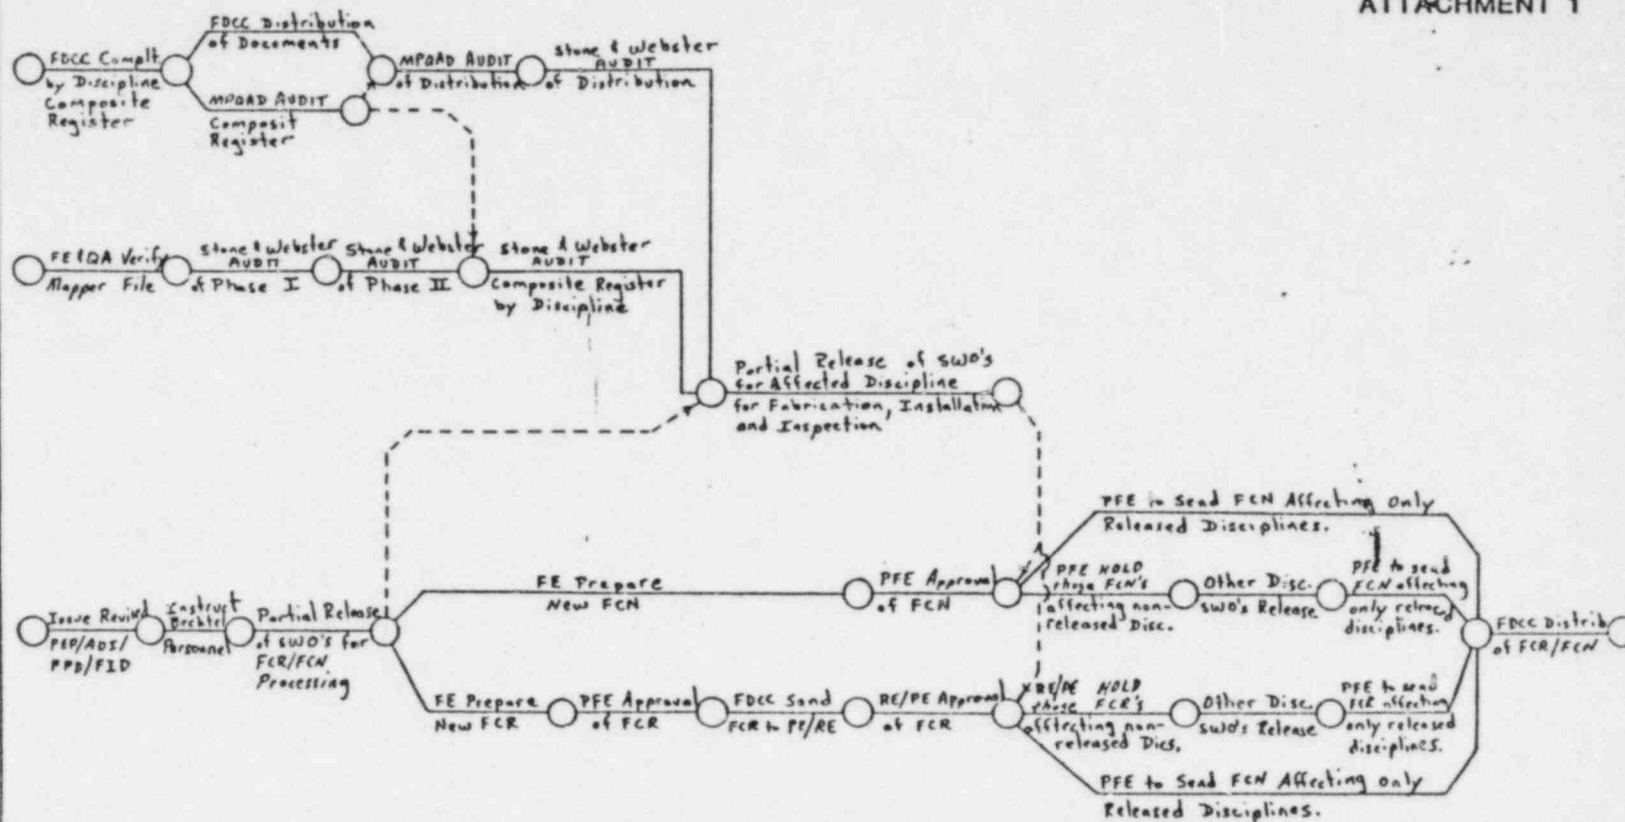 ATTACHMENT 1
FDCC Complt
by Discipline
Composite
Register
FDCC Distribution
of Documents
MPQAD AUDIT
Composit
Register
MPQAD AUDIT
of Distribution
Stone & Webster
AUDIT
of Distribution
FE&QA Verify
Mapper File
Stone & Webster
AUDIT
of Phase I
Stone & Webster
AUDIT
of Phase II
Stone & Webster
AUDIT
Composite Register
by Discipline
Partial Release of SWO's
for Affected Discipline
for Fabrication, Installation
and Inspection
Issue Revisd
PEP/ADS/
PPD/FID
Instruct
Bechtel
Personnel
Partial Release
of SWO's for
FCR/FCN
Processing
FE Prepare
New FCN
PFE Approval
of FCN
PFE to Send FCN Affecting Only
Released Disciplines.
PFE HOLD
those FCN's
affecting non-
released Disc.
Other Disc.
SWO's Release
PFE to send
FCN affecting
only relencd
disciplines.
FE Prepare
New FCR
PFE Approval
of FCR
FDCC Send
FCR to PE/RE
RE/PE Approval
of FCR
RE/PE HOLD
those FCR's
afftecting non-
released Dics.
Other Disc.
SWO's Release
PFE to send
FCR affecting
only released
disciplines.
PFE to Send FCN Affecting Only
Released Disciplines.
FDCC Distrib
of FCR/FCN